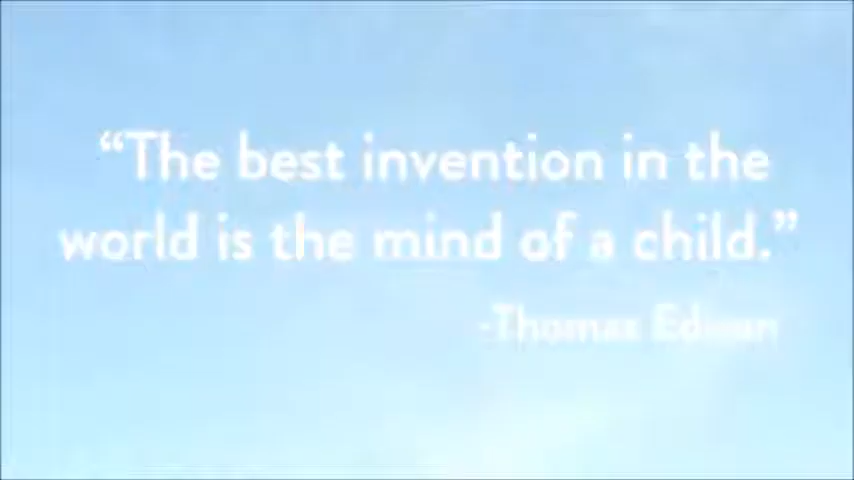 “The best invention in the
world is the mind of a child.”
-Thomas Edison